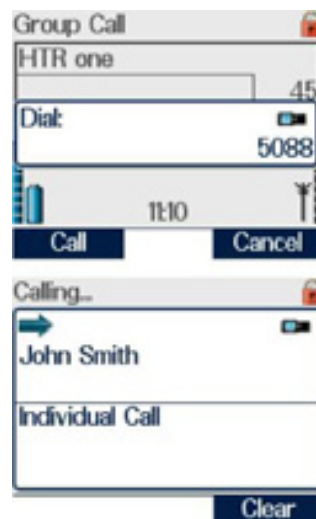 Group Call
HTR one
45
Dial:
5088
11:10
Call Cancel
Calling...
John Smith
Individual Call
Clear